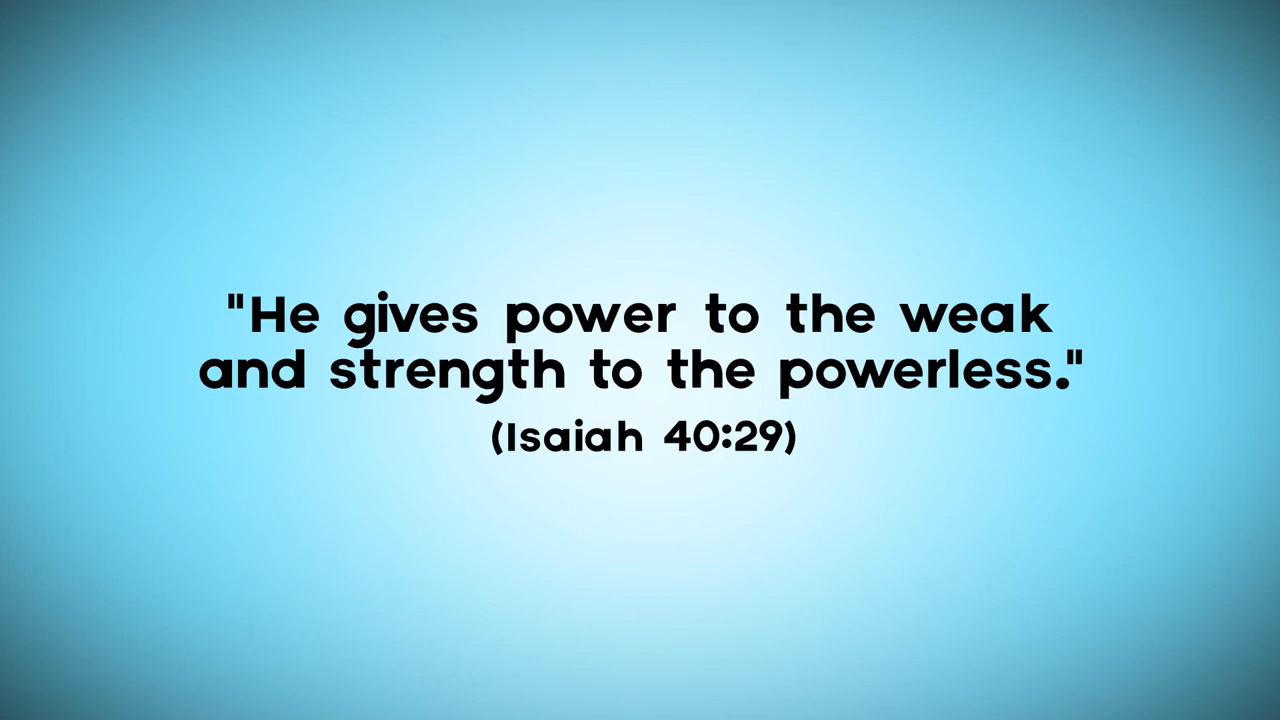 "He gives power to the weak
and strength to the powerless."
(Isaiah 40:29)